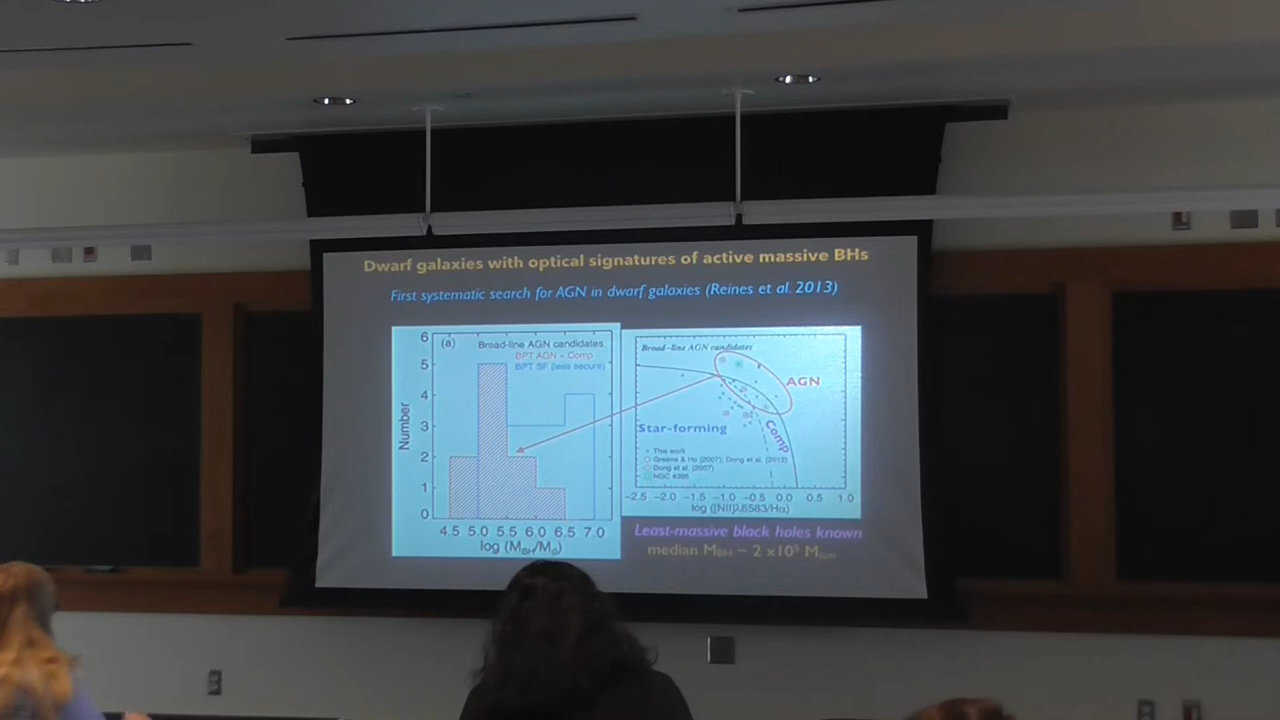 Dwarf galaxies with optical signatures of active massive BHs
First systematic search for AGN in dwarf galaxies (Reines et al. 2013)
(a)
Broad-line AGN candidates
BPT AGN + Comp
BPT SF (less secure)
6
5
4
3
2
1
0
Number
4.5 5.0 5.5 6.0 6.5 7.0
log (M_BH/M_⊙)
Broad-line AGN candidates
AGN
Comp
Star-forming
This work
Greene & Ho (2007); Dong et al. (2012)
Dong et al. (2007)
NGC 4395
-2.5 -2.0 -1.5 -1.0 -0.5 0.0 0.5 1.0
log ([NII]λ6583/Hα)
Least-massive black holes known
median M_BH ~ 2 x10⁵ M_sun